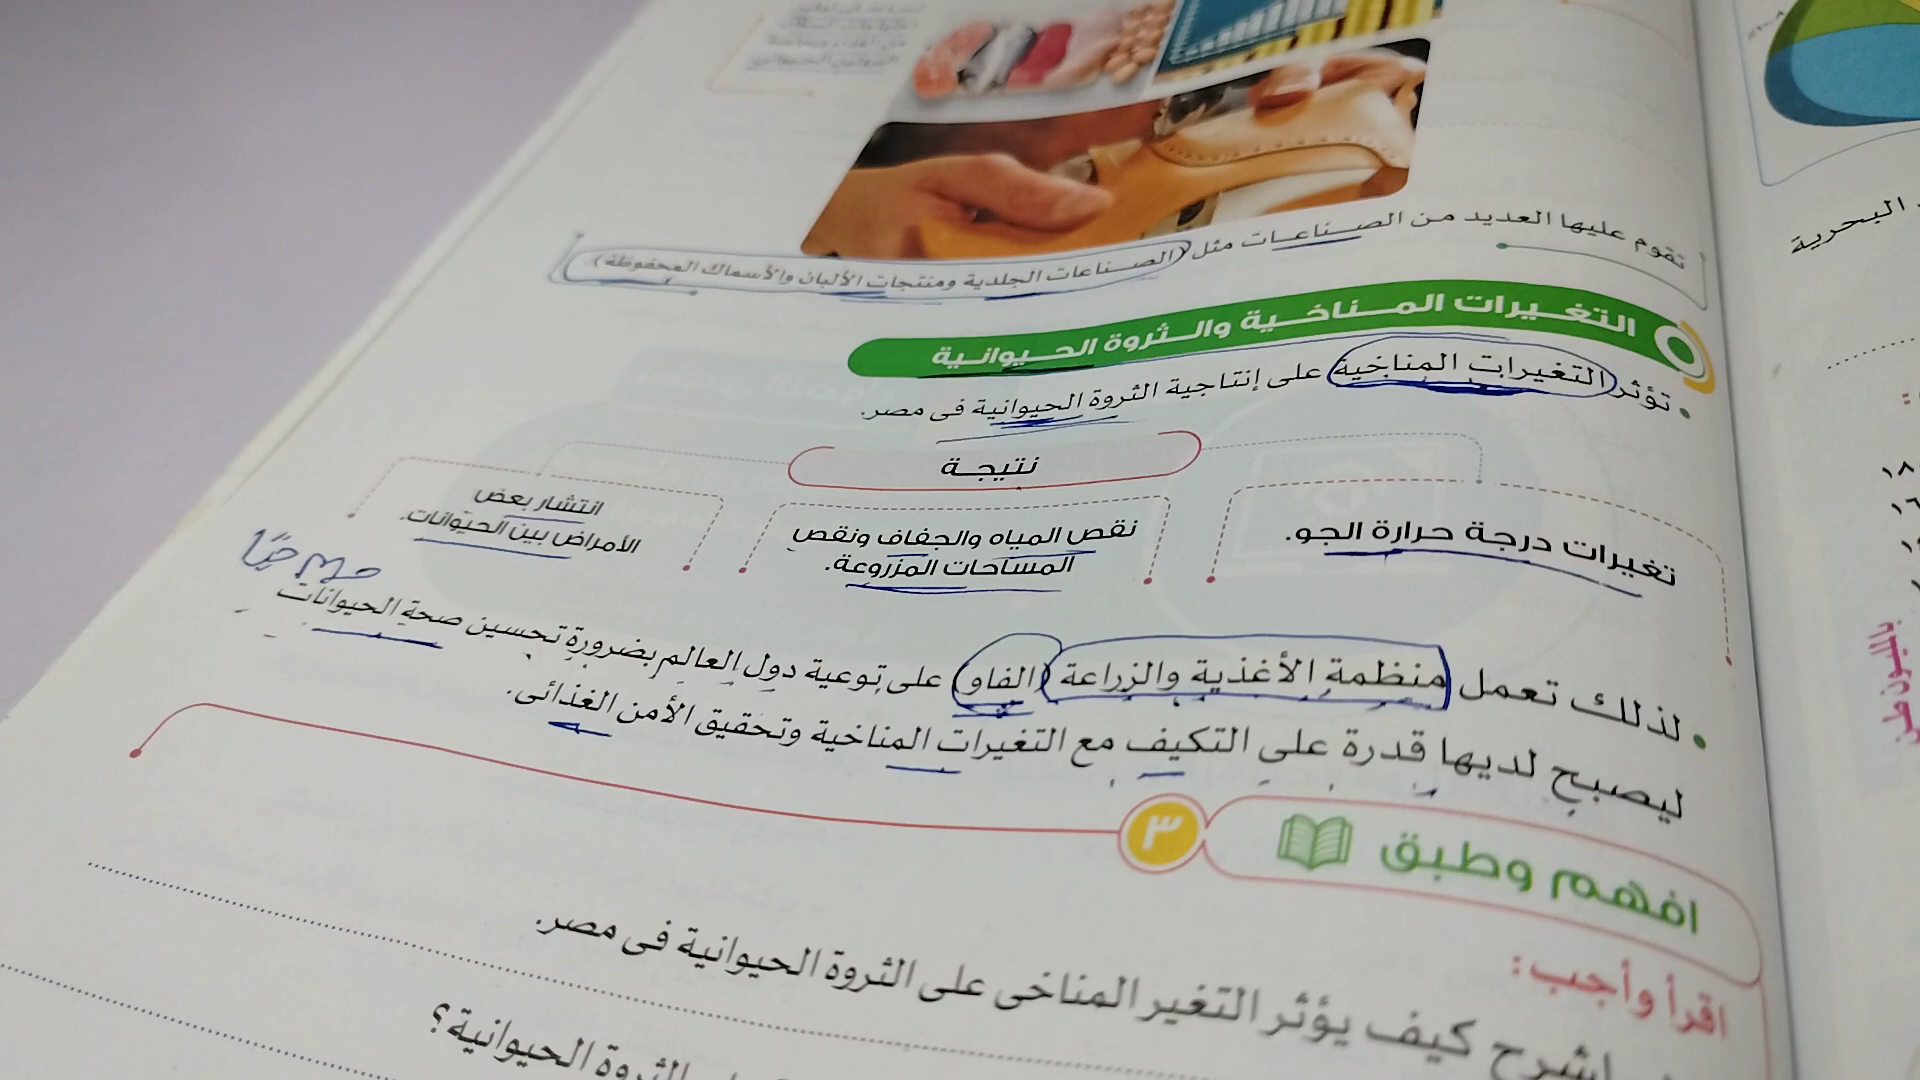 تقوم عليها العديد من الصناعات مثل (الصناعات الجلدية ومنتجات الألبان والأسماك المحفوظة).
التغيرات المناخية والثروة الحيوانية
• تؤثر التغيرات المناخية على إنتاجية الثروة الحيوانية فى مصر.
نتيجة
تغيرات درجة حرارة الجو.
نقص المياه والجفاف ونقص
المساحات المزروعة.
انتشار بعض
الأمراض بين الحيوانات.
• لذلك تعمل منظمة الأغذية والزراعة (الفاو) على توعية دول العالم بضرورة تحسين صحة الحيوانات
ليصبح لديها قدرة على التكيف مع التغيرات المناخية وتحقيق الأمن الغذائى.
افهم وطبق
٣
اقرأ وأجب:
اشرح كيف يؤثر التغير المناخى على الثروة الحيوانية فى مصر.
الثروة الحيوانية؟
البحرية
١٨